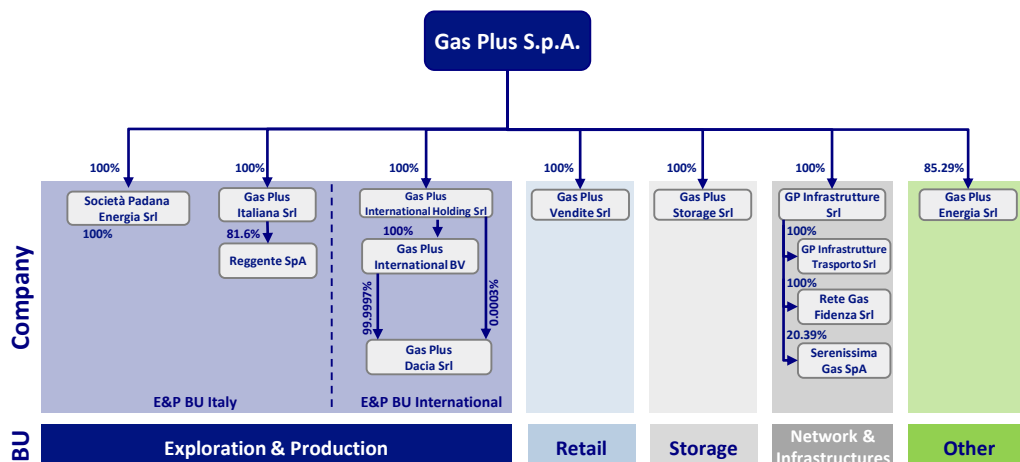 Gas Plus S.p.A.
100%
100%
100%
100%
100%
100%
85.29%
Società Padana
Energia Srl
100%
Gas Plus
Italiana Srl
81.6%
Reggente SpA
Gas Plus
International Holding Srl
100%
Gas Plus
International BV
99.9997%
0.0003%
Gas Plus
Dacia Srl
Gas Plus
Vendite Srl
Gas Plus
Storage Srl
GP Infrastrutture
Srl
100%
GP Infrastrutture
Trasporto Srl
100%
Rete Gas
Fidenza Srl
20.39%
Serenissima
Gas SpA
Gas Plus
Energia Srl
Company
E&P BU Italy
E&P BU International
BU
Exploration & Production
Retail
Storage
Network &
Infrastructures
Other